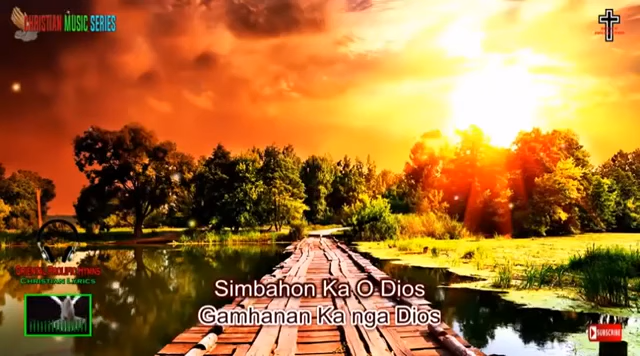 CHRISTIAN MUSIC SERIES
CHRISTIAN LYRICS
Simbahon Ka O Dios
Gamhanan Ka nga Dios
SUBSCRIBE